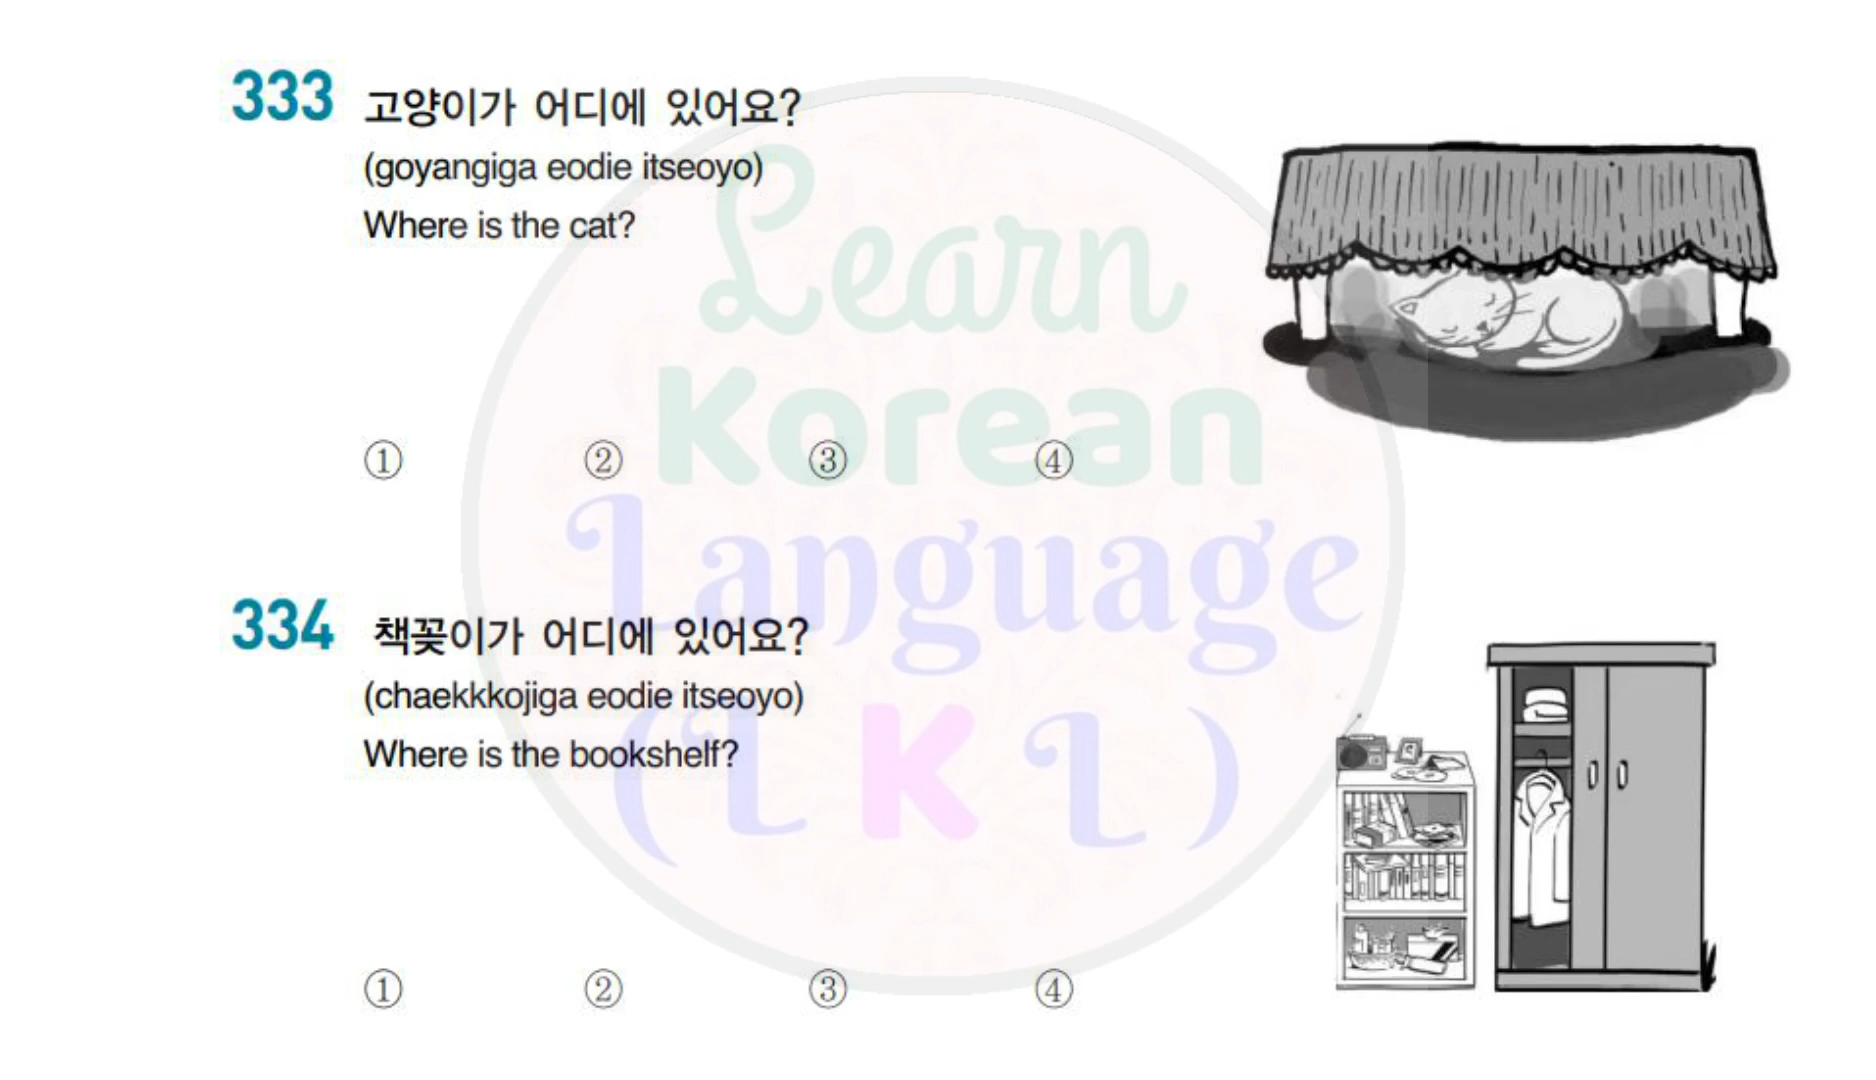 333 고양이가 어디에 있어요?
(goyangiga eodie itseoyo)
Where is the cat?
① ② ③ ④
334 책꽂이가 어디에 있어요?
(chaekkkojiga eodie itseoyo)
Where is the bookshelf?
① ② ③ ④
Learn
Korean
Language
(LKL)